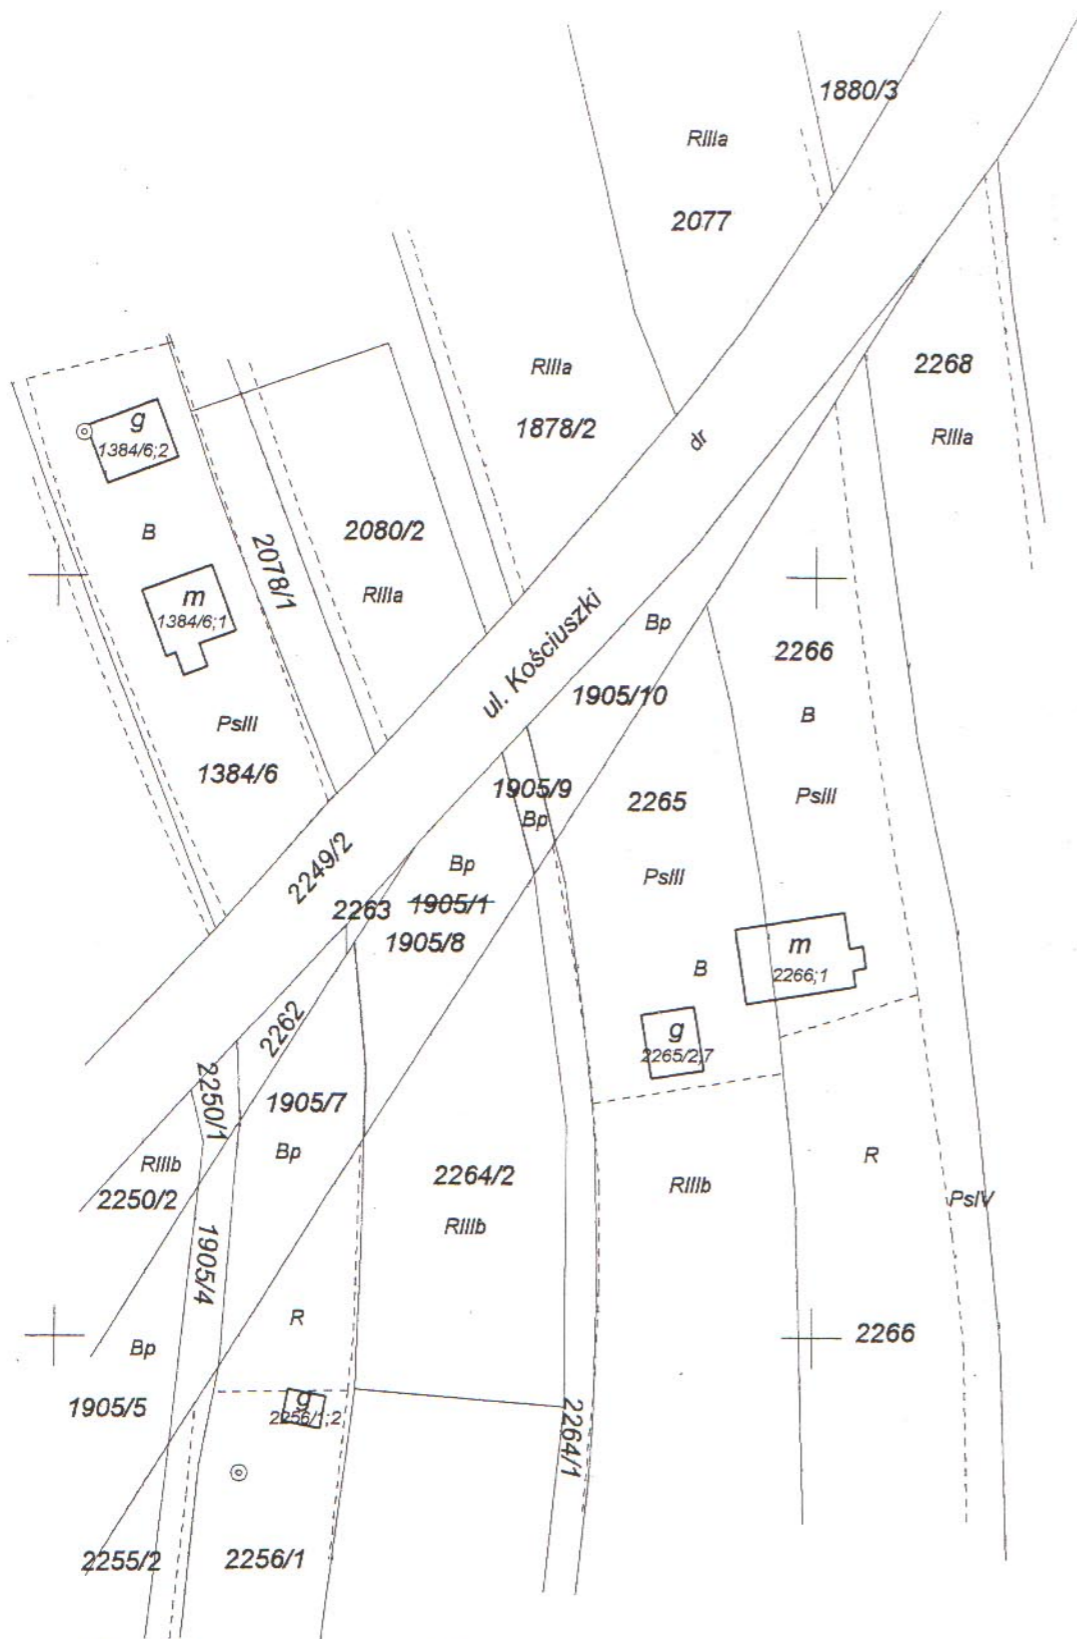 1880/3
RIIIa
2077
RIIIa
1878/2
2268
RIIIa
dr
g
1384/6;2
B
2078/1
2080/2
RIIIa
m
1384/6;1
PsIII
1384/6
ul. Kościuszki
Bp
1905/10
2266
B
PsIII
1905/9
Bp
2265
PsIII
2249/2
Bp
2263
1905/1
1905/8
B
m
2266;1
g
2265/2;7
2262
2250/1
1905/7
Bp
RIIIb
2250/2
2264/2
RIIIb
RIIIb
R
PsIV
1905/4
R
Bp
1905/5
2266
g
2256/1;2
2264/1
2255/2
2256/1